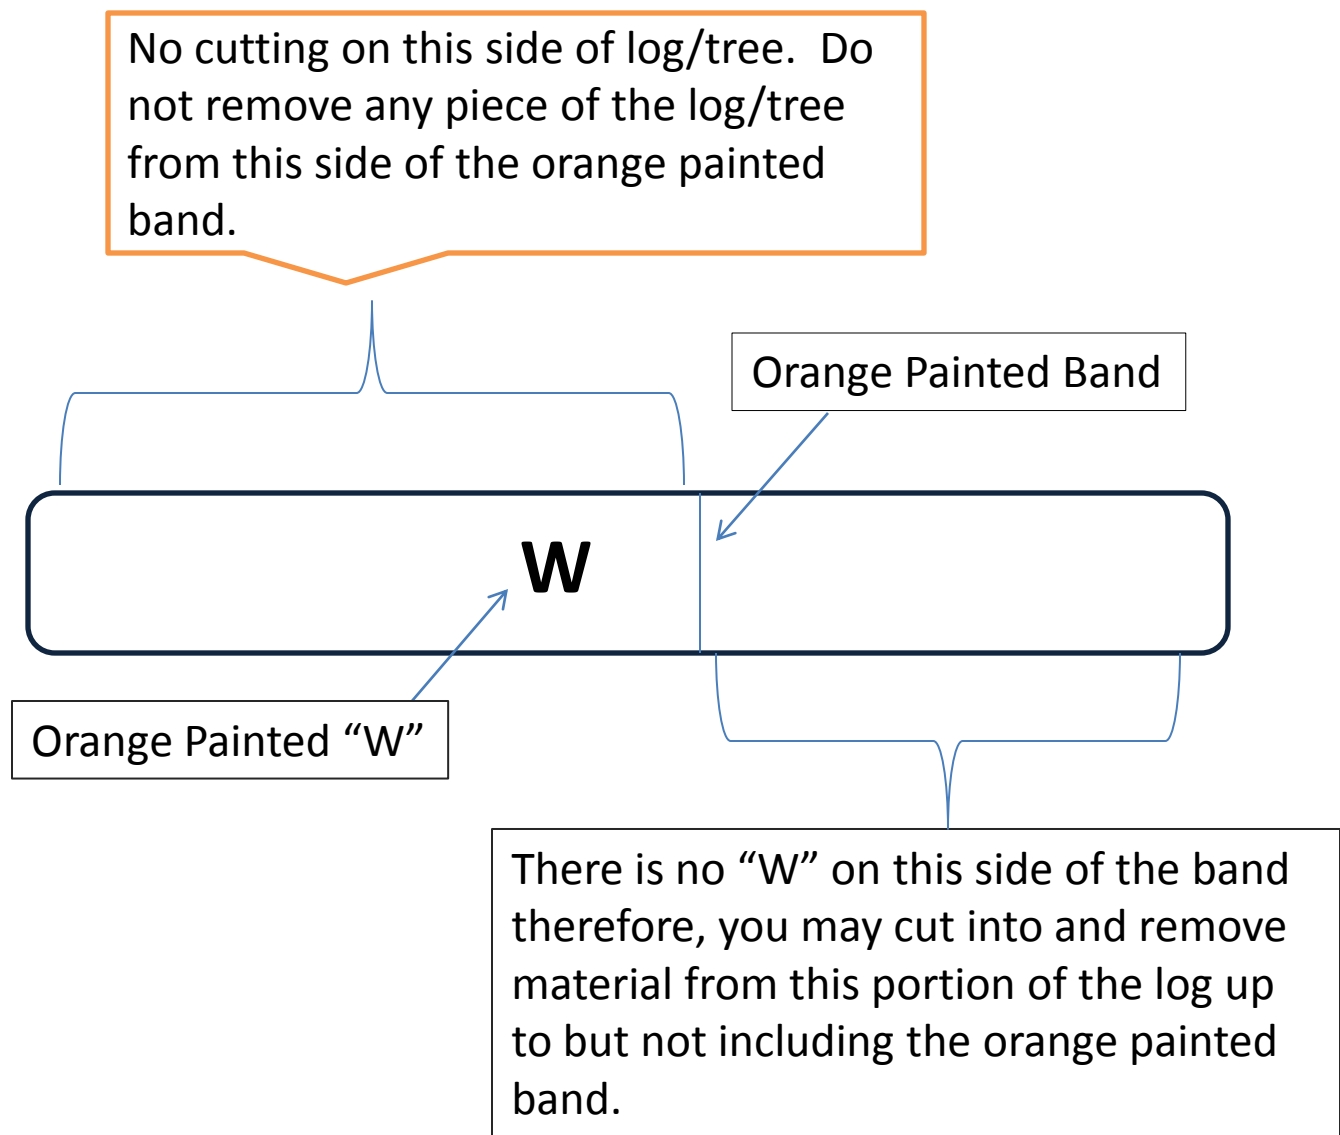 No cutting on this side of log/tree.  Do
not remove any piece of the log/tree
from this side of the orange painted
band.
Orange Painted Band
W
Orange Painted “W”
There is no “W” on this side of the band
therefore, you may cut into and remove
material from this portion of the log up
to but not including the orange painted
band.